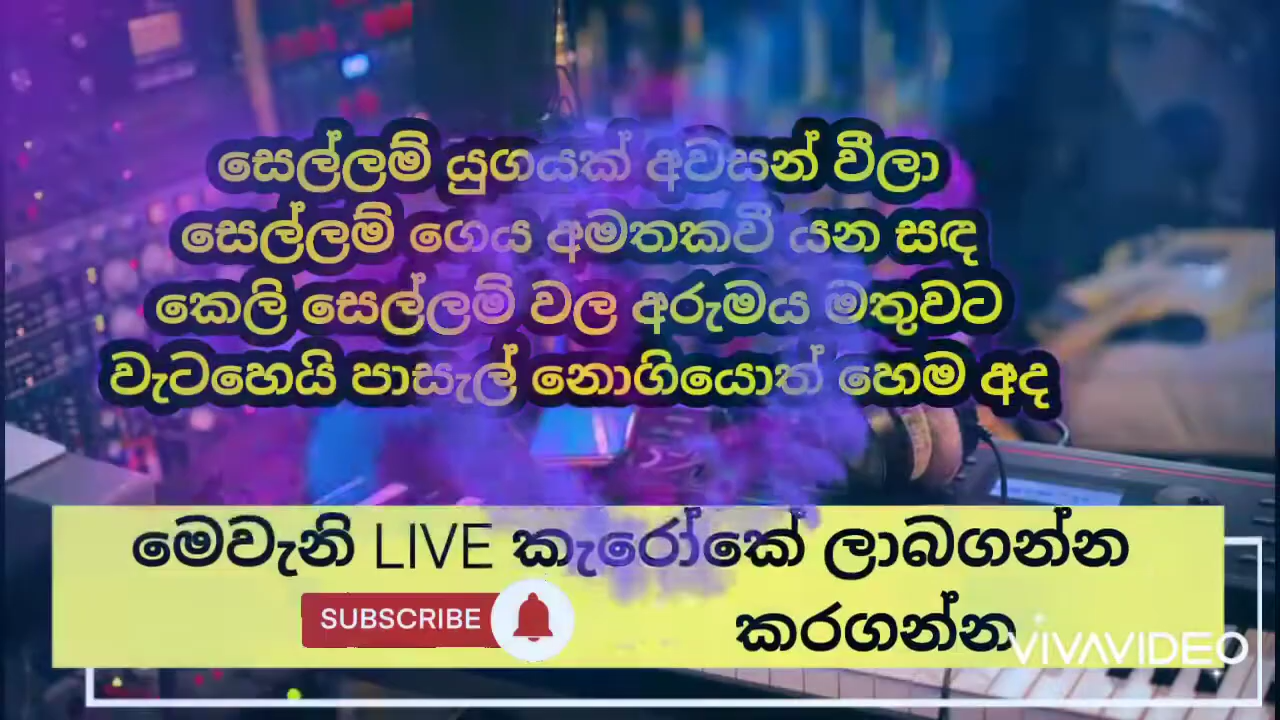 සෙල්ලම් යුගයක් අවසන් වීලා
සෙල්ලම් ගෙය අමතකවී යන සඳ
කෙලි සෙල්ලම් වල අරුමය මතුවට
වැටහෙයි පාසැල් නොගියොත් හෙම අද
මෙවැනි LIVE කැරෝකේ ලාබගන්න
SUBSCRIBE කරගන්න
VIVAVIDEO